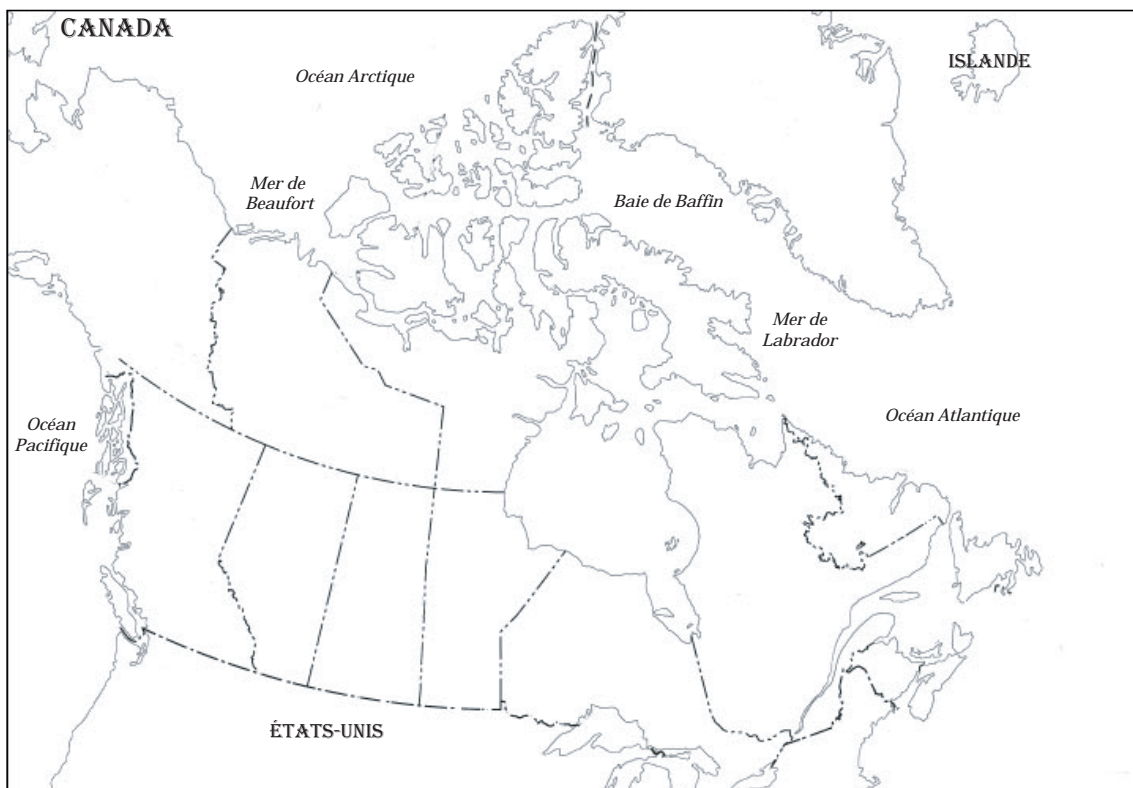 CANADA
ISLANDE
Océan Arctique
Mer de
Beaufort
Baie de Baffin
Mer de
Labrador
Océan
Pacifique
Océan Atlantique
ÉTATS-UNIS